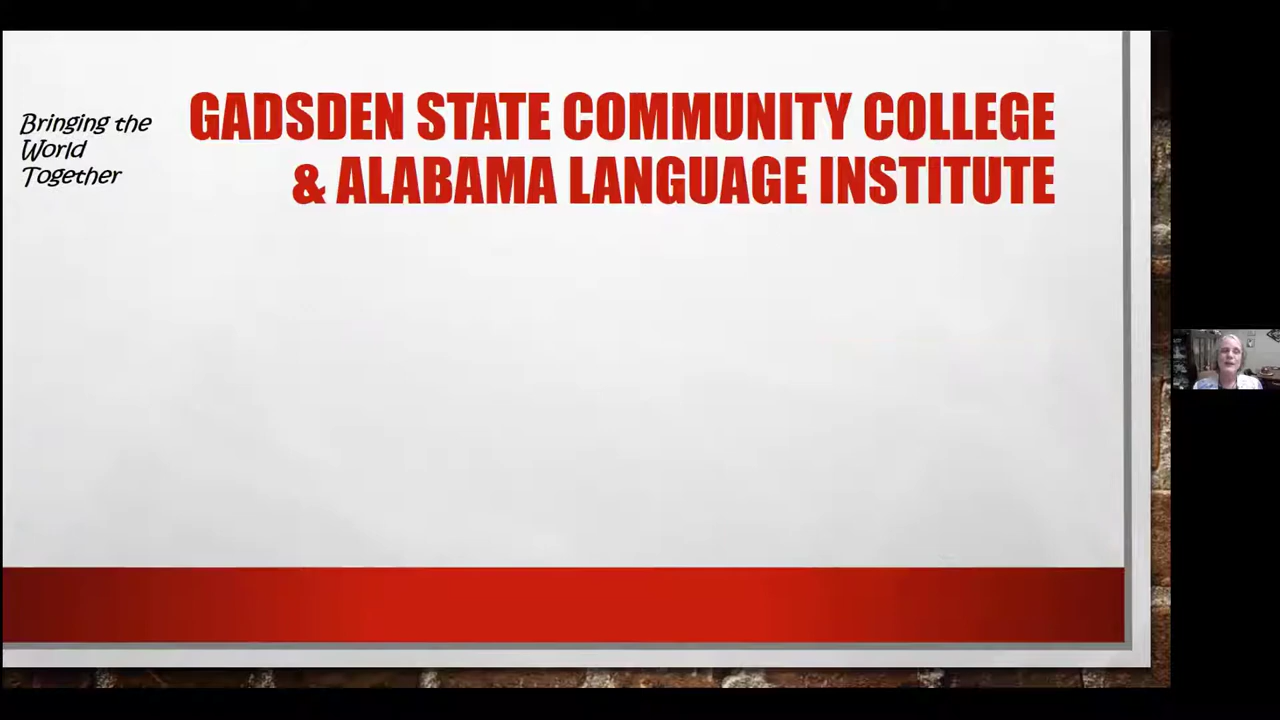 Bringing the
World
Together
GADSDEN STATE COMMUNITY COLLEGE
& ALABAMA LANGUAGE INSTITUTE